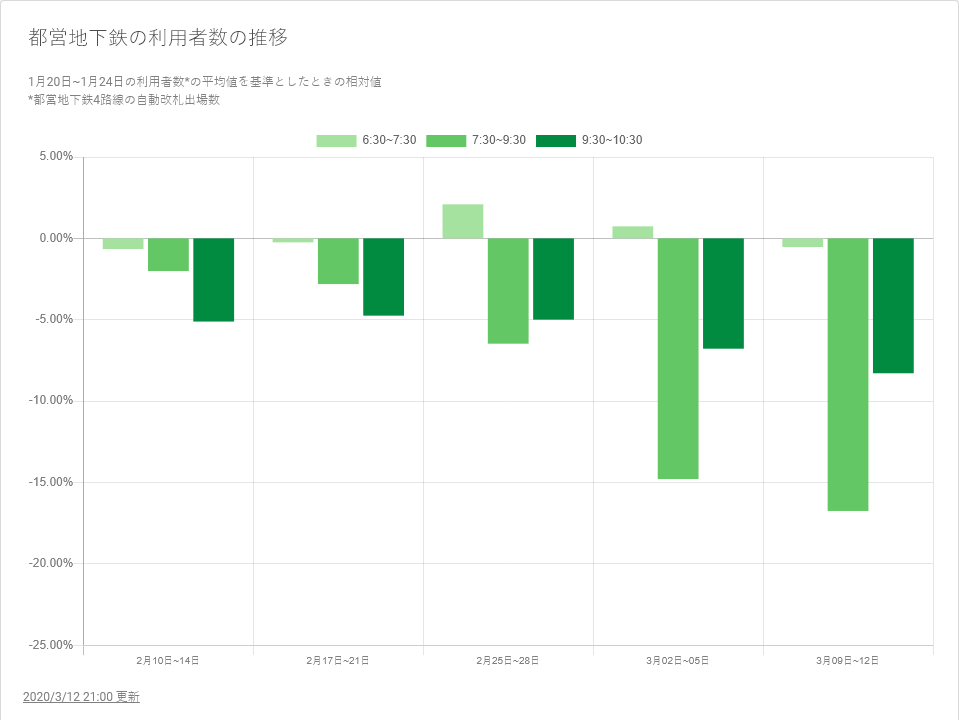 都営地下鉄の利用者数の推移
1月20日~1月24日の利用者数*の平均値を基準としたときの相対値
*都営地下鉄4路線の自動改札出場数
6:30~7:30 7:30~9:30 9:30~10:30
5.00%
0.00%
-5.00%
-10.00%
-15.00%
-20.00%
-25.00%
2月10日~14日 2月17日~21日 2月25日~28日 3月02日~05日 3月09日~12日
2020/3/12 21:00 更新